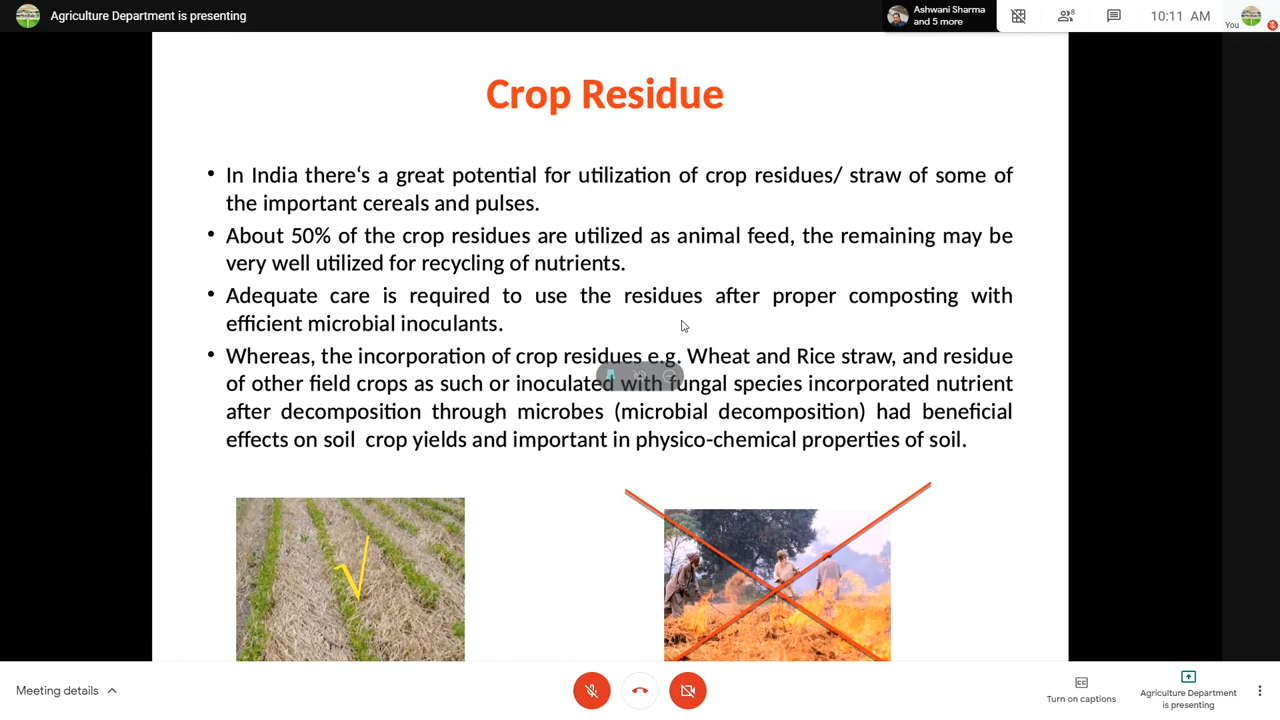 Agriculture Department is presenting
Ashwani Sharma
and 5 more
8
10:11 AM
You
Crop Residue
• In India there‘s a great potential for utilization of crop residues/ straw of some of
the important cereals and pulses.
• About 50% of the crop residues are utilized as animal feed, the remaining may be
very well utilized for recycling of nutrients.
• Adequate care is required to use the residues after proper composting with
efficient microbial inoculants.
• Whereas, the incorporation of crop residues e.g. Wheat and Rice straw, and residue
of other field crops as such or inoculated with fungal species incorporated nutrient
after decomposition through microbes (microbial decomposition) had beneficial
effects on soil crop yields and important in physico-chemical properties of soil.
Meeting details
Turn on captions
Agriculture Department
is presenting